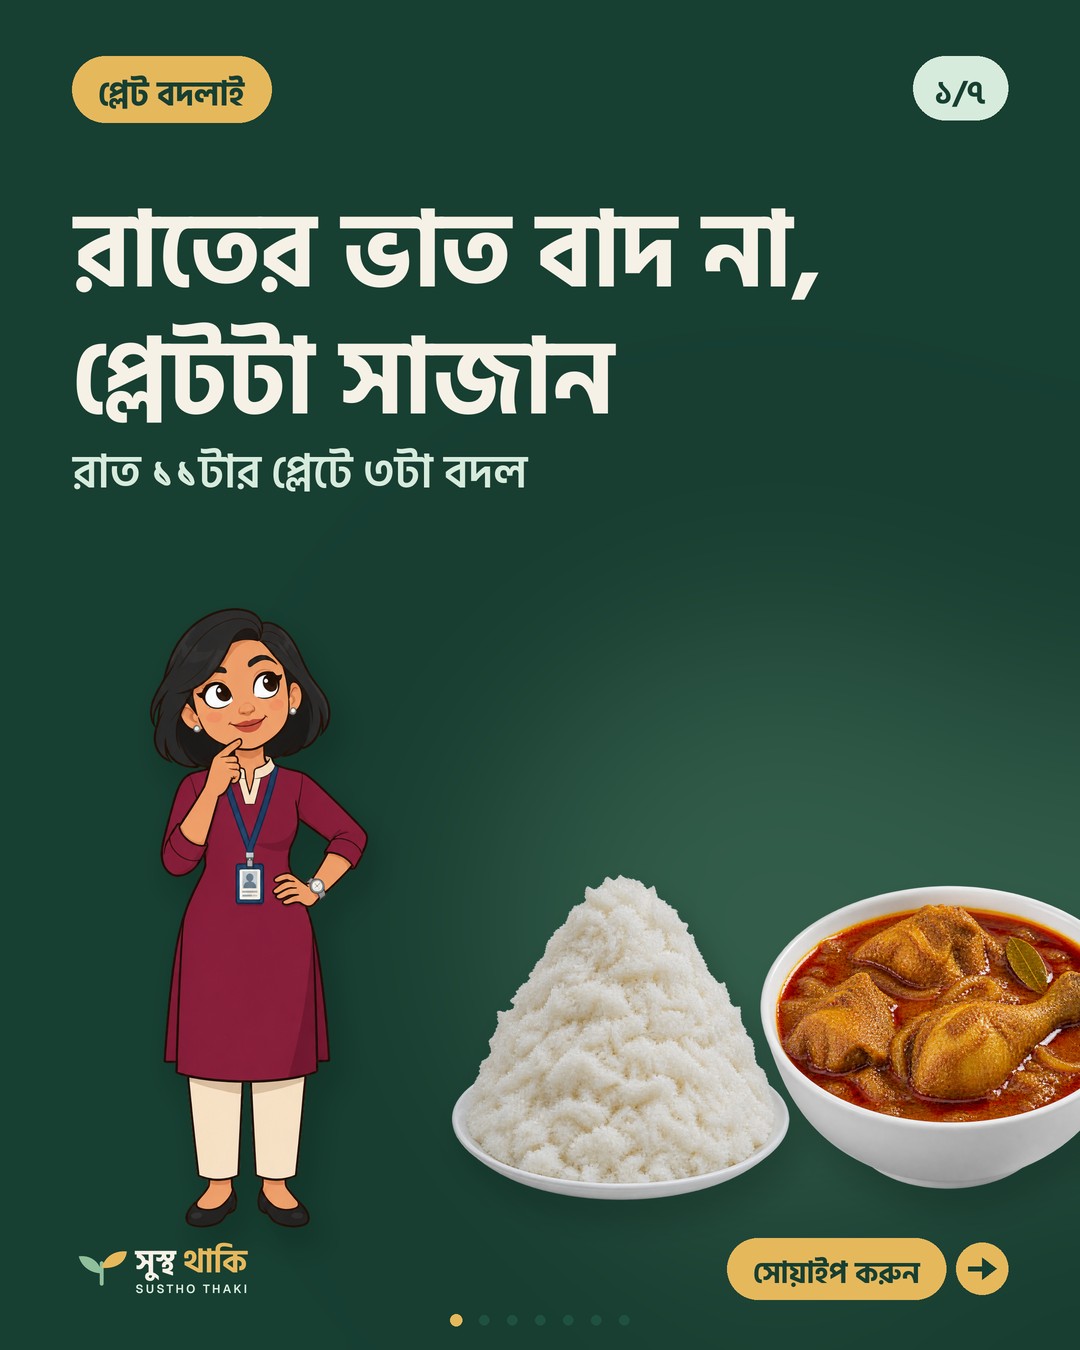 প্লেট বদলাই
১/৭
রাতের ভাত বাদ না,
প্লেটটা সাজান
রাত ১১টার প্লেটে ৩টা বদল
সুস্থ থাকি
SUSTHO THAKI
সোয়াইপ করুন